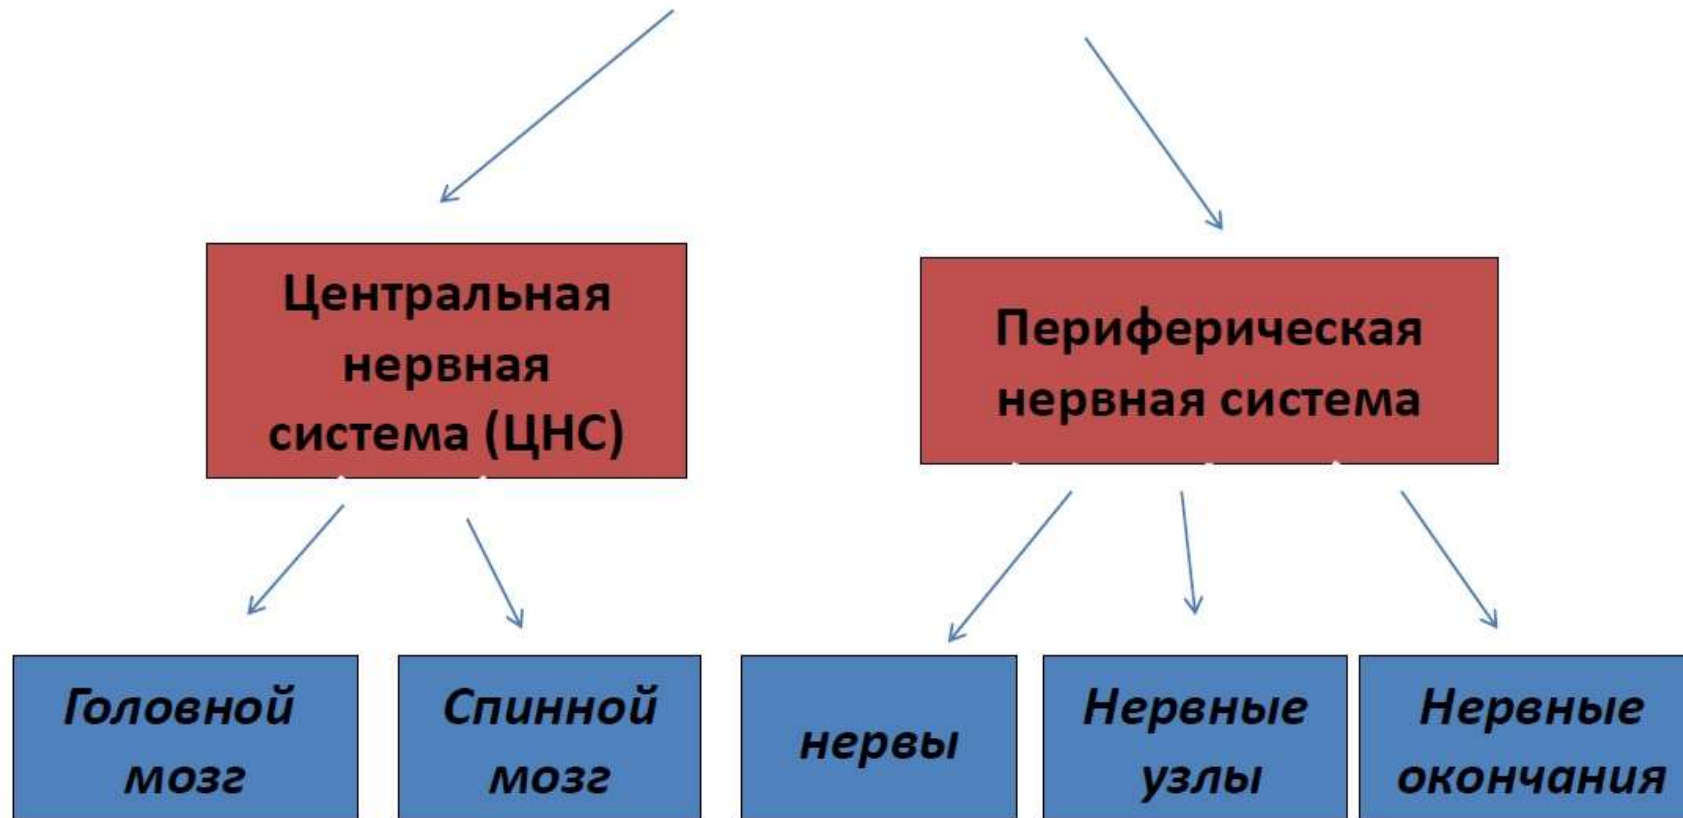 Центральная
нервная
система (ЦНС)
Периферическая
нервная система
Головной
мозг
Спинной
мозг
нервы
Нервные
узлы
Нервные
окончания